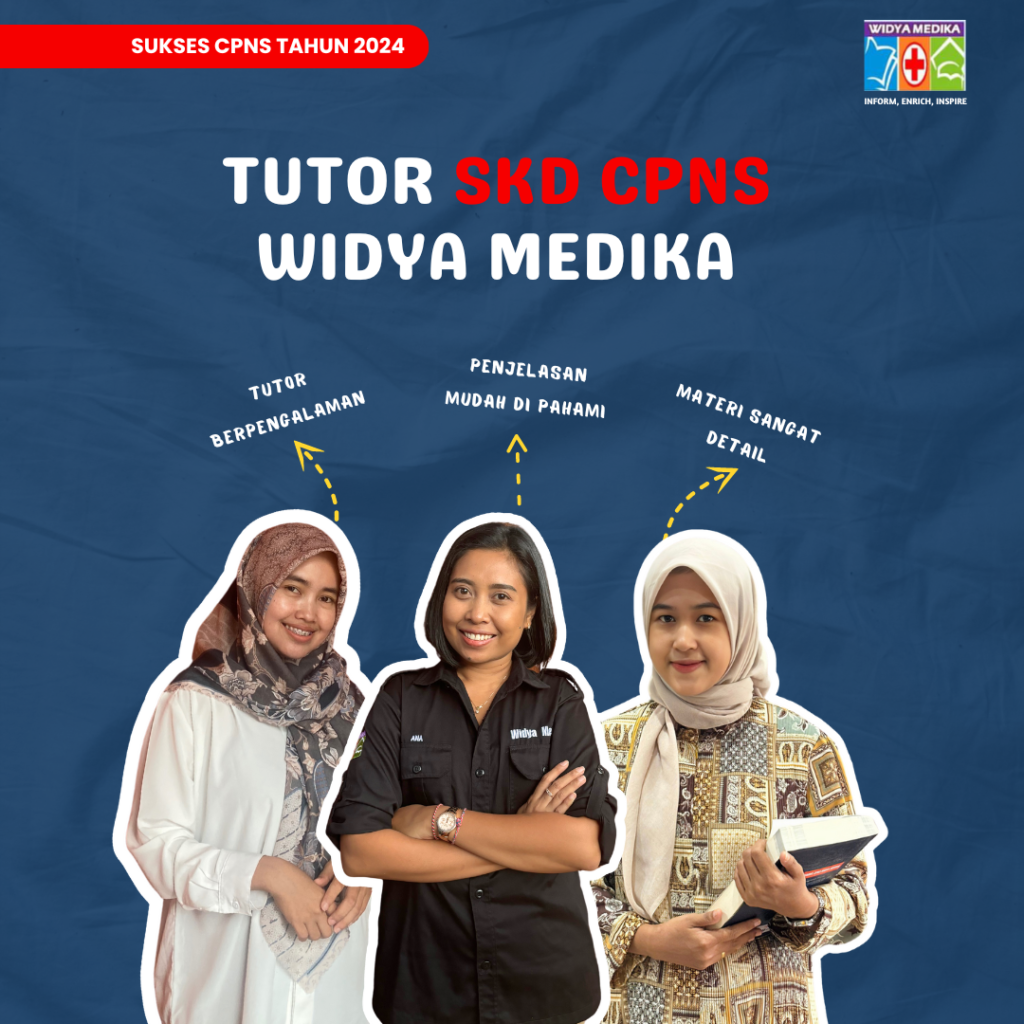 SUKSES CPNS TAHUN 2024
WIDYA MEDIKA
INFORM, ENRICH, INSPIRE
TUTOR SKD CPNS
WIDYA MEDIKA
TUTOR
BERPENGALAMAN
PENJELASAN
MUDAH DI PAHAMI
MATERI SANGAT
DETAIL
Widya